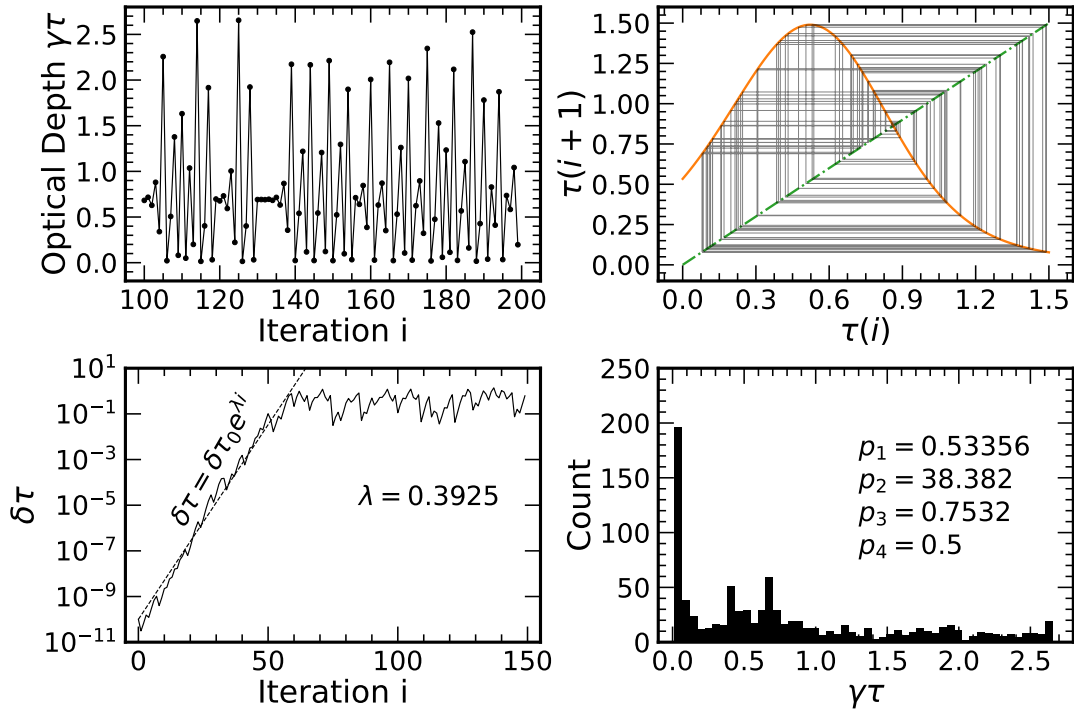 Optical Depth γτ
2.5
2.0
1.5
1.0
0.5
0.0
100 120 140 160 180 200
Iteration i
τ(i + 1)
1.50
1.25
1.00
0.75
0.50
0.25
0.00
0.0 0.3 0.6 0.9 1.2 1.5
τ(i)
δτ
10¹
10⁻¹
10⁻³
10⁻⁵
10⁻⁷
10⁻⁹
10⁻¹¹
δτ = δτ₀e^{λi}
λ = 0.3925
0 50 100 150
Iteration i
Count
250
200
150
100
50
0
p₁ = 0.53356
p₂ = 38.382
p₃ = 0.7532
p₄ = 0.5
0.0 0.5 1.0 1.5 2.0 2.5
γτ